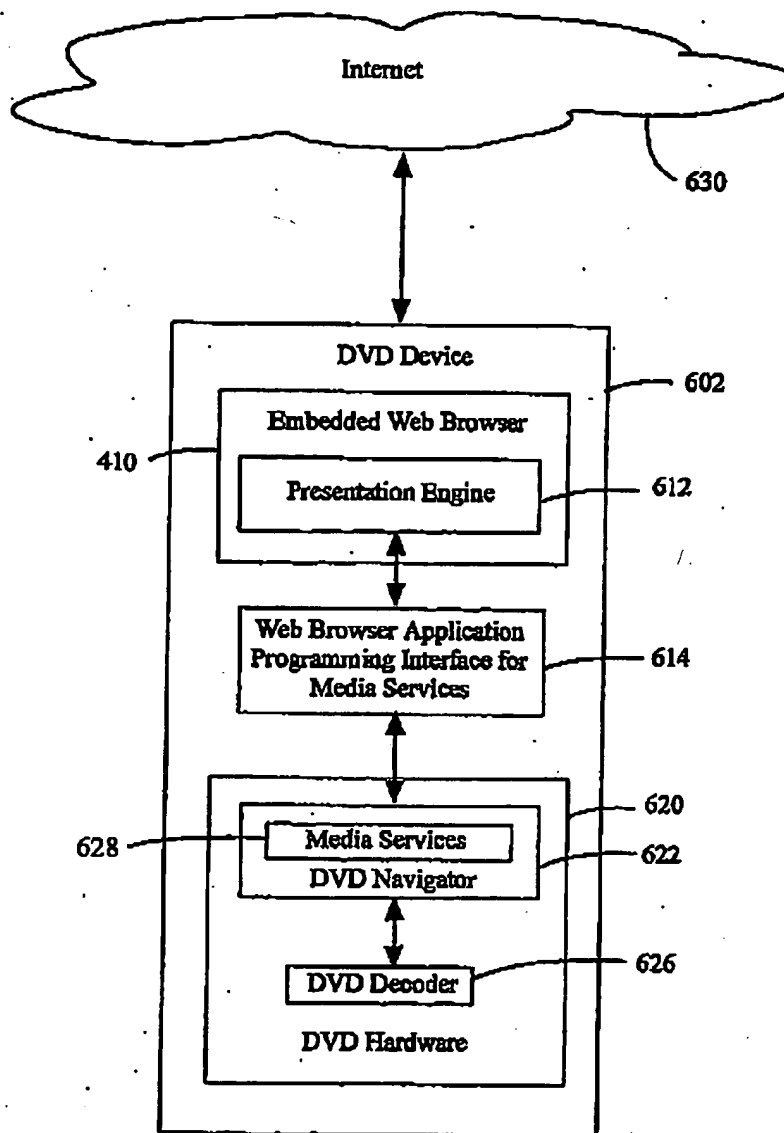 Internet
630
DVD Device
602
Embedded Web Browser
410
Presentation Engine
612
Web Browser Application
Programming Interface for
Media Services
614
620
Media Services
628
622
DVD Navigator
DVD Decoder
626
DVD Hardware